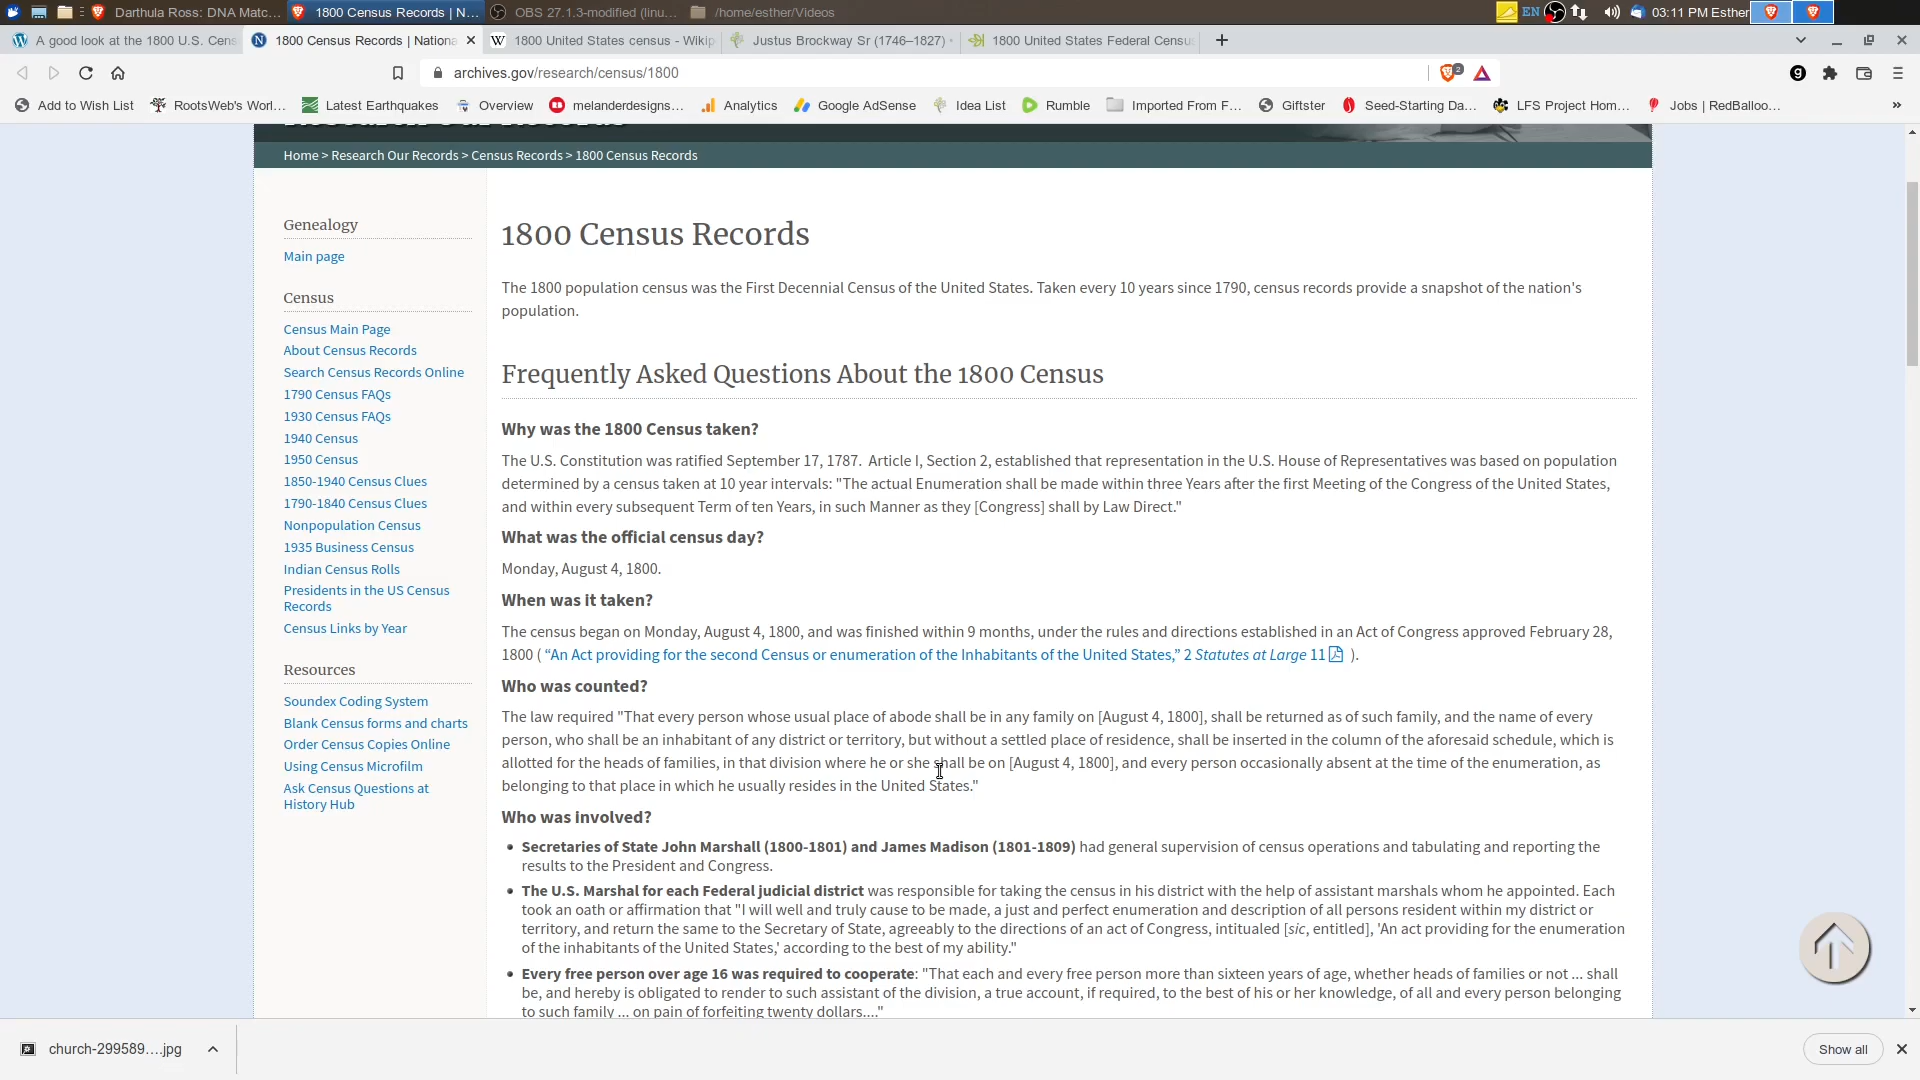 Darthula Ross: DNA Matc...
1800 Census Records | N...
OBS 27.1.3-modified (linu...
/home/esther/Videos
EN
03:11 PM Esther
A good look at the 1800 U.S. Cens
1800 Census Records | Nationa
1800 United States census - Wikip
Justus Brockway Sr (1746–1827)
1800 United States Federal Censu
archives.gov/research/census/1800
2
Add to Wish List
RootsWeb's Worl...
Latest Earthquakes
Overview
melanderdesigns...
Analytics
Google AdSense
Idea List
Rumble
Imported From F...
Giftster
Seed-Starting Da...
LFS Project Hom...
Jobs | RedBalloo...
»
Research Our Records
Home > Research Our Records > Census Records > 1800 Census Records
Genealogy
Main page
Census
Census Main Page
About Census Records
Search Census Records Online
1790 Census FAQs
1930 Census FAQs
1940 Census
1950 Census
1850-1940 Census Clues
1790-1840 Census Clues
Nonpopulation Census
1935 Business Census
Indian Census Rolls
Presidents in the US Census
Records
Census Links by Year
Resources
Soundex Coding System
Blank Census forms and charts
Order Census Copies Online
Using Census Microfilm
Ask Census Questions at
History Hub
1800 Census Records
The 1800 population census was the First Decennial Census of the United States. Taken every 10 years since 1790, census records provide a snapshot of the nation's
population.
Frequently Asked Questions About the 1800 Census
Why was the 1800 Census taken?
The U.S. Constitution was ratified September 17, 1787.  Article I, Section 2, established that representation in the U.S. House of Representatives was based on population
determined by a census taken at 10 year intervals: "The actual Enumeration shall be made within three Years after the first Meeting of the Congress of the United States,
and within every subsequent Term of ten Years, in such Manner as they [Congress] shall by Law Direct."
What was the official census day?
Monday, August 4, 1800.
When was it taken?
The census began on Monday, August 4, 1800, and was finished within 9 months, under the rules and directions established in an Act of Congress approved February 28,
1800 ( “An Act providing for the second Census or enumeration of the Inhabitants of the United States,” 2 Statutes at Large 11 ).
Who was counted?
The law required "That every person whose usual place of abode shall be in any family on [August 4, 1800], shall be returned as of such family, and the name of every
person, who shall be an inhabitant of any district or territory, but without a settled place of residence, shall be inserted in the column of the aforesaid schedule, which is
allotted for the heads of families, in that division where he or she shall be on [August 4, 1800], and every person occasionally absent at the time of the enumeration, as
belonging to that place in which he usually resides in the United States."
Who was involved?
• Secretaries of State John Marshall (1800-1801) and James Madison (1801-1809) had general supervision of census operations and tabulating and reporting the
results to the President and Congress.
• The U.S. Marshal for each Federal judicial district was responsible for taking the census in his district with the help of assistant marshals whom he appointed. Each
took an oath or affirmation that "I will well and truly cause to be made, a just and perfect enumeration and description of all persons resident within my district or
territory, and return the same to the Secretary of State, agreeably to the directions of an act of Congress, intitualed [sic, entitled], 'An act providing for the enumeration
of the inhabitants of the United States,' according to the best of my ability."
• Every free person over age 16 was required to cooperate: "That each and every free person more than sixteen years of age, whether heads of families or not ... shall
be, and hereby is obligated to render to such assistant of the division, a true account, if required, to the best of his or her knowledge, of all and every person belonging
to such family ... on pain of forfeiting twenty dollars...."
church-299589....jpg
Show all